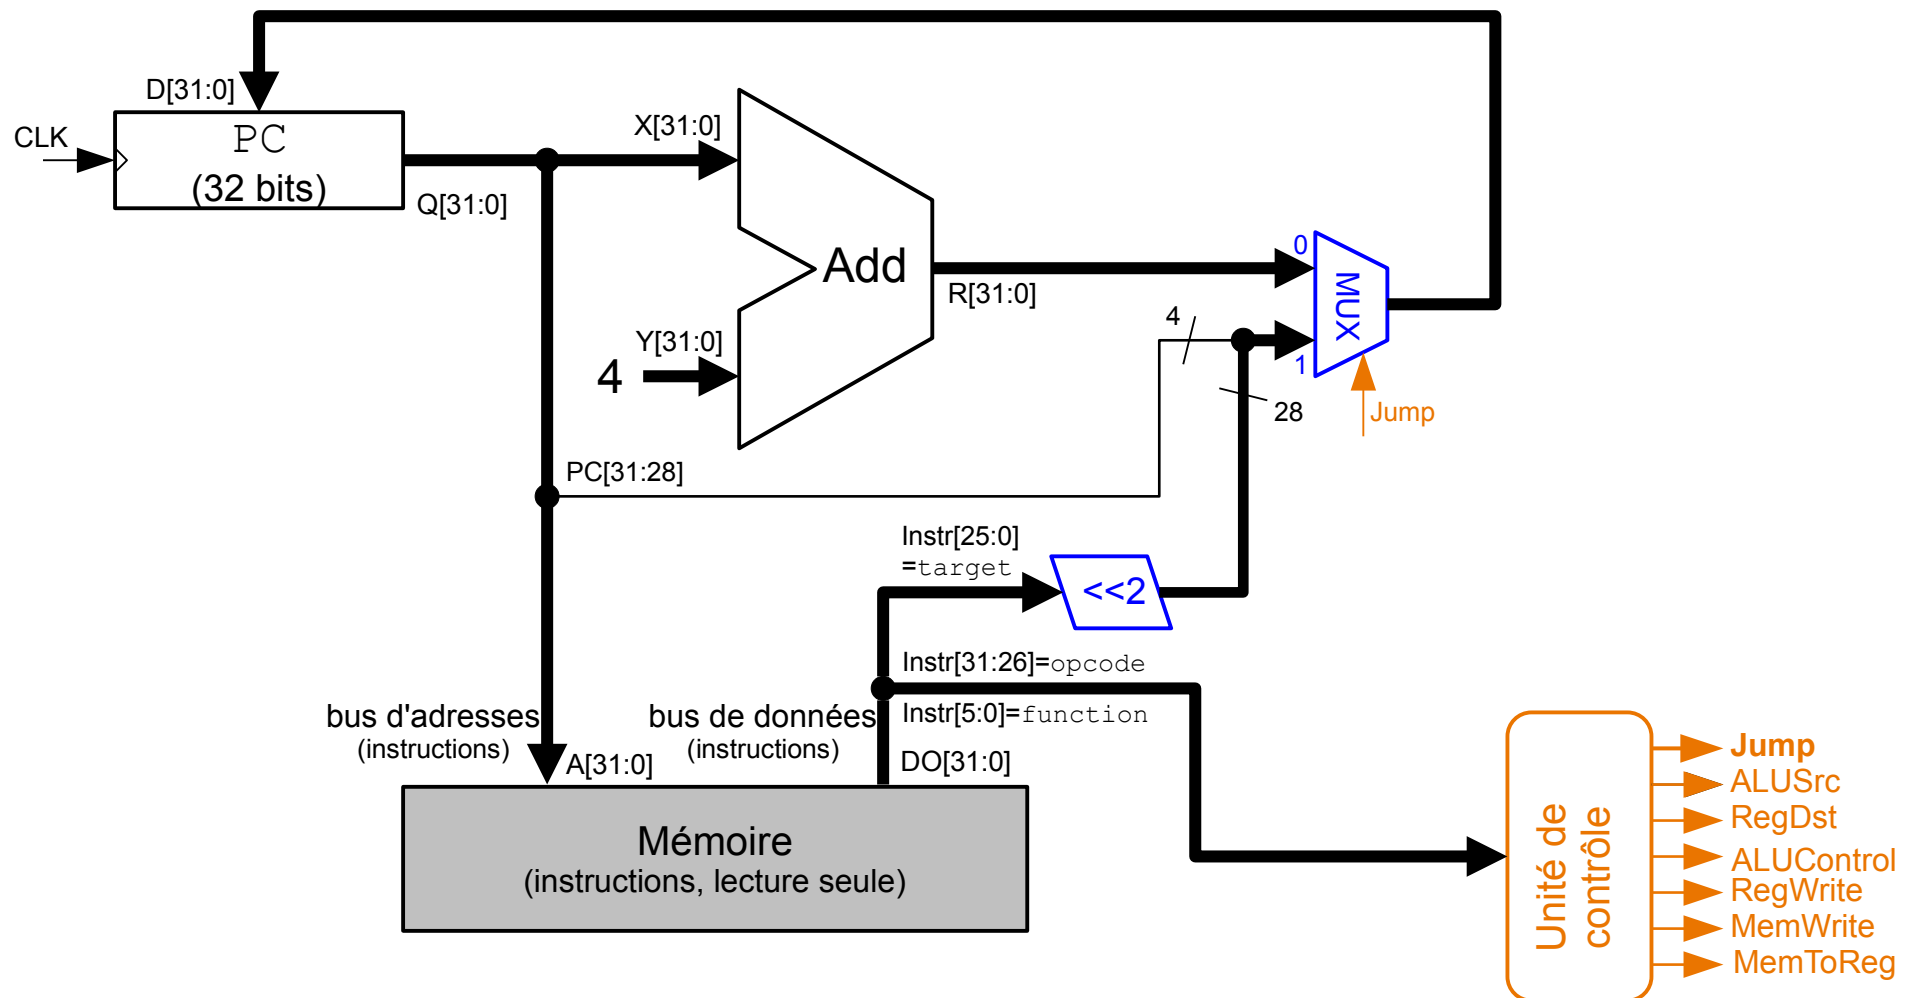 D[31:0]
CLK
PC
(32 bits)
Q[31:0]
X[31:0]
Add
Y[31:0]
4
R[31:0]
0
MUX
1
4
28
Jump
PC[31:28]
Instr[25:0]
=target
<<2
Instr[31:26]=opcode
Instr[5:0]=function
bus d'adresses
(instructions)
bus de données
(instructions)
A[31:0]
DO[31:0]
Mémoire
(instructions, lecture seule)
Unité de
contrôle
Jump
ALUSrc
RegDst
ALUControl
RegWrite
MemWrite
MemToReg